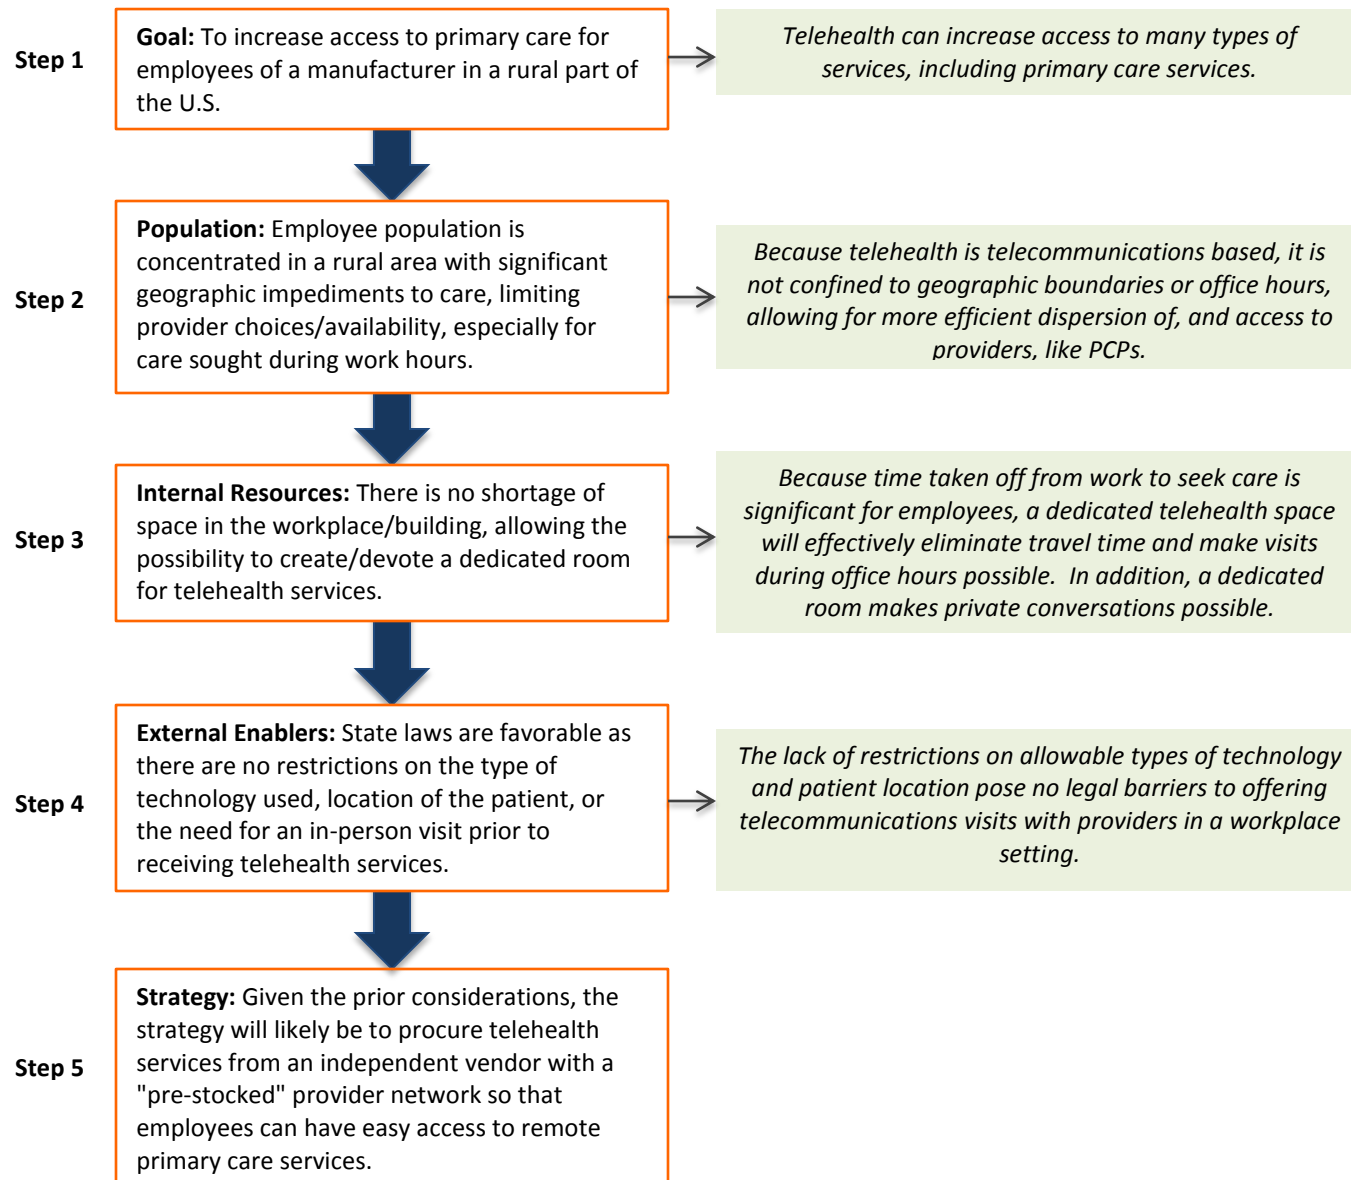 Step 1
Goal: To increase access to primary care for
employees of a manufacturer in a rural part of
the U.S.
Telehealth can increase access to many types of
services, including primary care services.
Step 2
Population: Employee population is
concentrated in a rural area with significant
geographic impediments to care, limiting
provider choices/availability, especially for
care sought during work hours.
Because telehealth is telecommunications based, it is
not confined to geographic boundaries or office hours,
allowing for more efficient dispersion of, and access to
providers, like PCPs.
Step 3
Internal Resources: There is no shortage of
space in the workplace/building, allowing the
possibility to create/devote a dedicated room
for telehealth services.
Because time taken off from work to seek care is
significant for employees, a dedicated telehealth space
will effectively eliminate travel time and make visits
during office hours possible.  In addition, a dedicated
room makes private conversations possible.
Step 4
External Enablers: State laws are favorable as
there are no restrictions on the type of
technology used, location of the patient, or
the need for an in-person visit prior to
receiving telehealth services.
The lack of restrictions on allowable types of technology
and patient location pose no legal barriers to offering
telecommunications visits with providers in a workplace
setting.
Step 5
Strategy: Given the prior considerations, the
strategy will likely be to procure telehealth
services from an independent vendor with a
"pre-stocked" provider network so that
employees can have easy access to remote
primary care services.